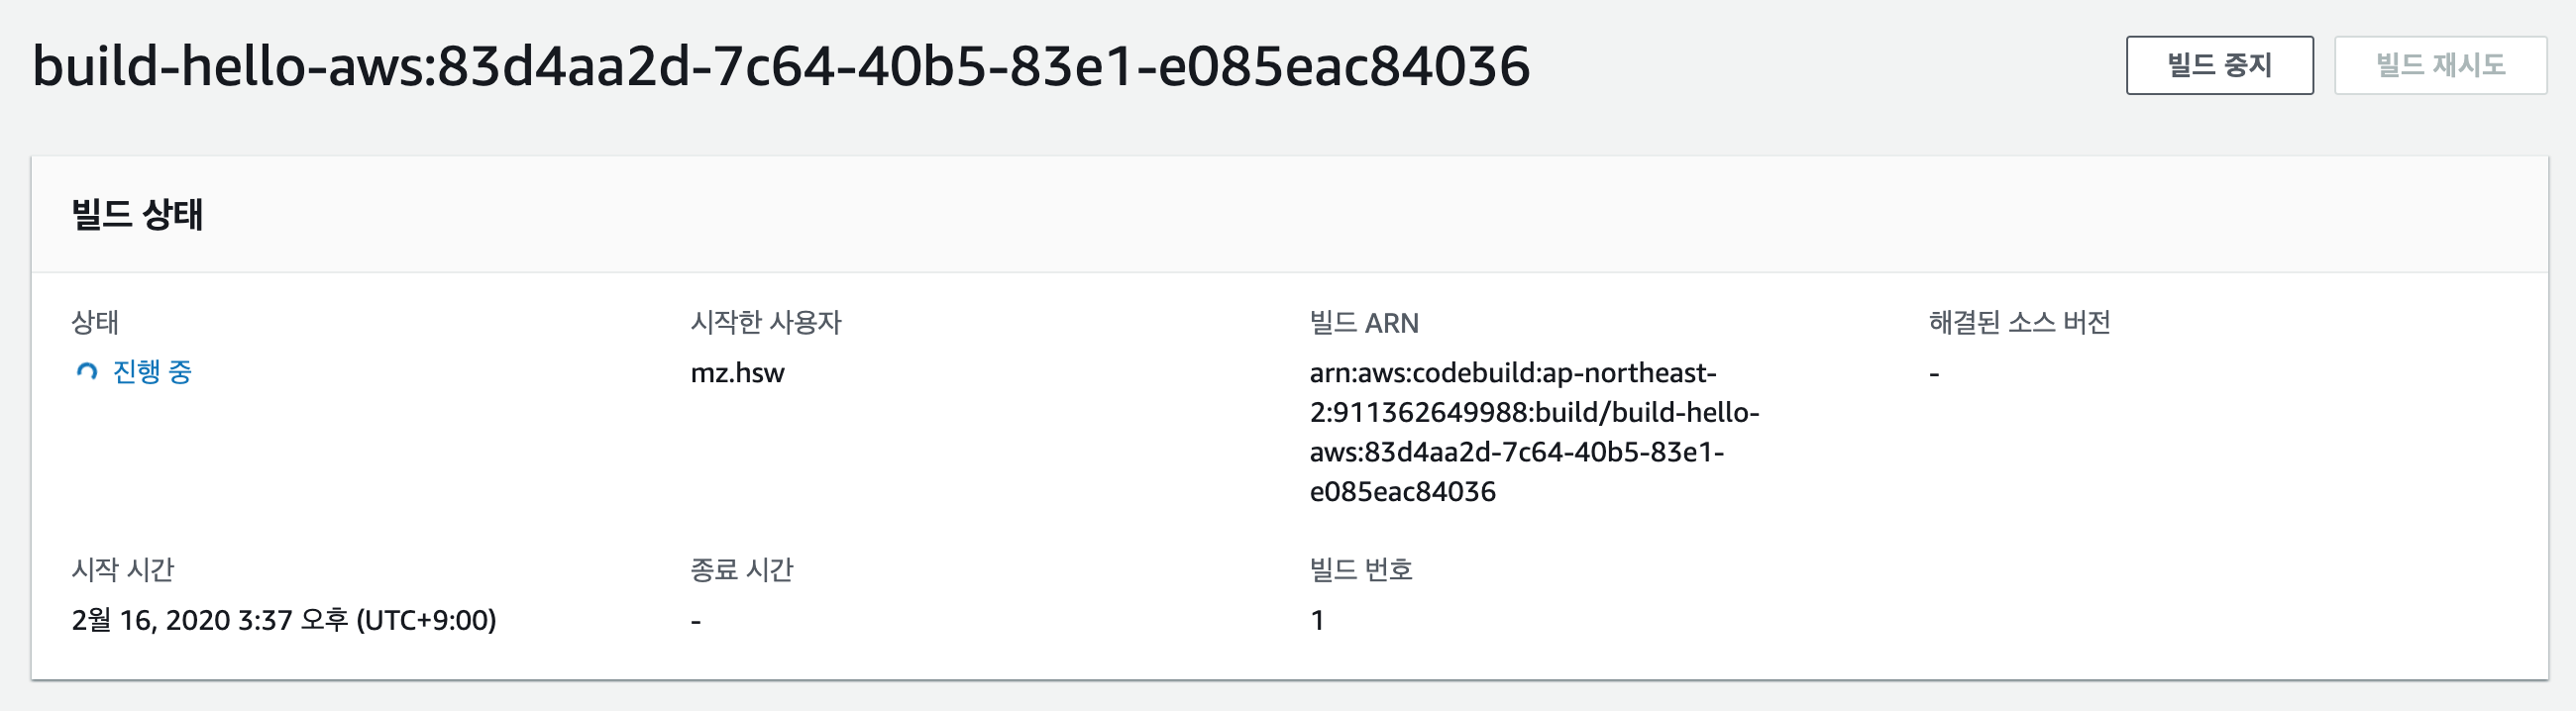 build-hello-aws:83d4aa2d-7c64-40b5-83e1-e085eac84036
빌드 중지
빌드 재시도
빌드 상태
상태
진행 중
시작한 사용자
mz.hsw
빌드 ARN
arn:aws:codebuild:ap-northeast-
2:911362649988:build/build-hello-
aws:83d4aa2d-7c64-40b5-83e1-
e085eac84036
해결된 소스 버전
-
시작 시간
2월 16, 2020 3:37 오후 (UTC+9:00)
종료 시간
-
빌드 번호
1